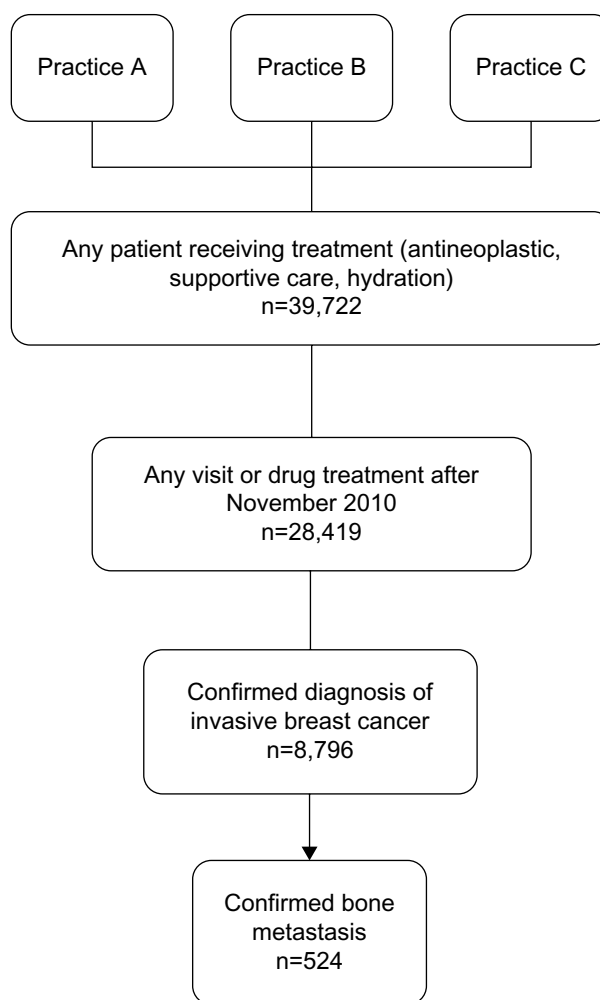 Practice A
Practice B
Practice C
Any patient receiving treatment (antineoplastic,
supportive care, hydration)
n=39,722
Any visit or drug treatment after
November 2010
n=28,419
Confirmed diagnosis of
invasive breast cancer
n=8,796
Confirmed bone
metastasis
n=524